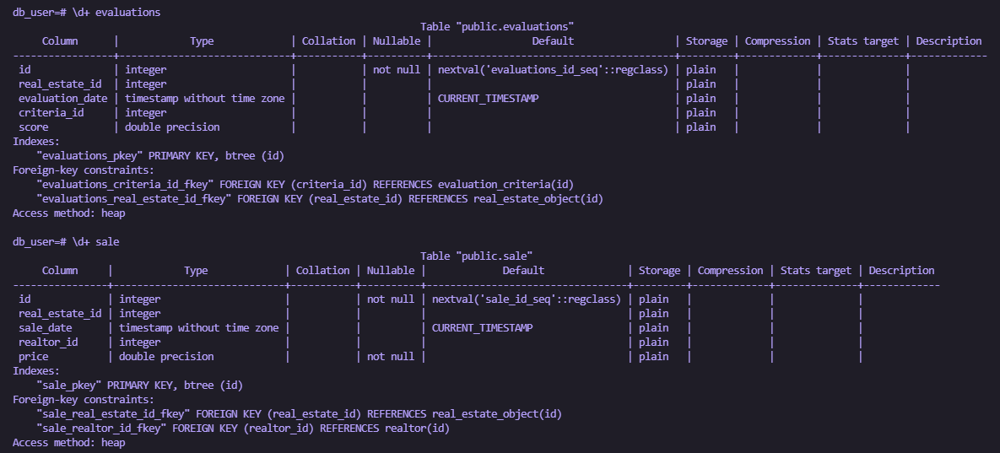 db_user=# \d+ evaluations
Table "public.evaluations"
Column | Type | Collation | Nullable | Default | Storage | Compression | Stats target | Description
-----------------+-----------------------------+-----------+----------+-----------------------------------------+---------+-------------+--------------+-------------
id | integer | | not null | nextval('evaluations_id_seq'::regclass) | plain | | |
real_estate_id | integer | | | | plain | | |
evaluation_date | timestamp without time zone | | | CURRENT_TIMESTAMP | plain | | |
criteria_id | integer | | | | plain | | |
score | double precision | | | | plain | | |
Indexes:
"evaluations_pkey" PRIMARY KEY, btree (id)
Foreign-key constraints:
"evaluations_criteria_id_fkey" FOREIGN KEY (criteria_id) REFERENCES evaluation_criteria(id)
"evaluations_real_estate_id_fkey" FOREIGN KEY (real_estate_id) REFERENCES real_estate_object(id)
Access method: heap
db_user=# \d+ sale
Table "public.sale"
Column | Type | Collation | Nullable | Default | Storage | Compression | Stats target | Description
----------------+-----------------------------+-----------+----------+----------------------------------+---------+-------------+--------------+-------------
id | integer | | not null | nextval('sale_id_seq'::regclass) | plain | | |
real_estate_id | integer | | | | plain | | |
sale_date | timestamp without time zone | | | CURRENT_TIMESTAMP | plain | | |
realtor_id | integer | | | | plain | | |
price | double precision | | not null | | plain | | |
Indexes:
"sale_pkey" PRIMARY KEY, btree (id)
Foreign-key constraints:
"sale_real_estate_id_fkey" FOREIGN KEY (real_estate_id) REFERENCES real_estate_object(id)
"sale_realtor_id_fkey" FOREIGN KEY (realtor_id) REFERENCES realtor(id)
Access method: heap